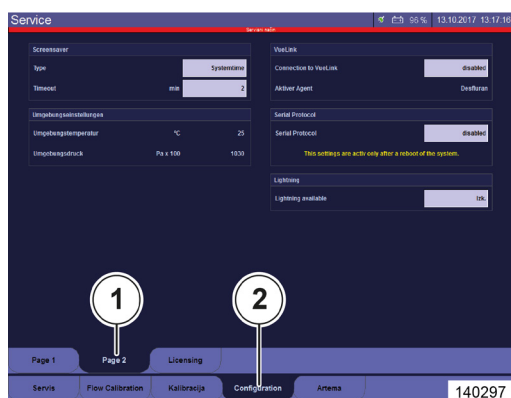 Service 96 % 13.10.2017 13:17:16
Screensaver
Type Systemtime
Timeout min 2
Umgebungseinstellungen
Umgebungstemperatur °C 25
Umgebungsdruck Pa x 100 1030
VueLink
Connection to VueLink disabled
Aktiver Agent Desfluran
Serial Protocol
Serial Protocol disabled
This settings are activ only after a reboot of the system.
Lightning
Lightning available Izk.
1 2
Page 1 Page 2 Licensing
Servis Flow Calibration Kalibracija Configuration Artema
140297